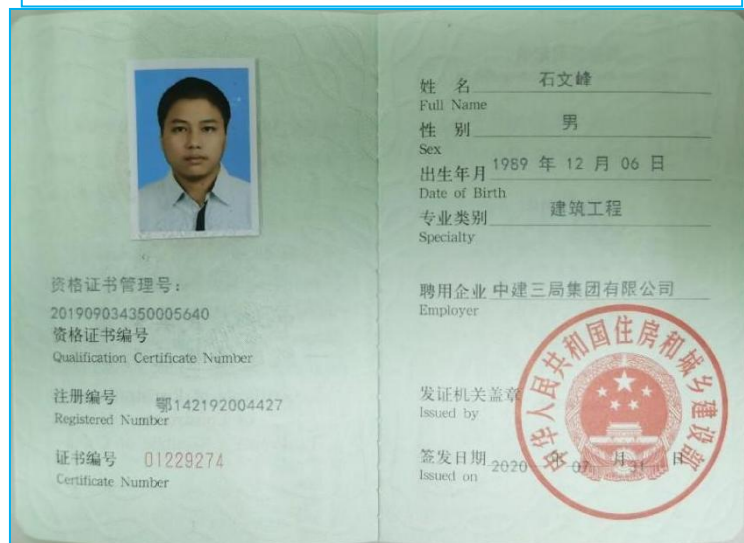 资格证书管理号:
201909034350005640
资格证书编号
Qualification Certificate Number
注册编号 鄂142192004427
Registered Number
证书编号 01229274
Certificate Number
姓 名 石文峰
Full Name
性 别 男
Sex
出生年月 1989 年 12 月 06 日
Date of Birth
专业类别 建筑工程
Specialty
聘用企业 中建三局集团有限公司
Employer
发证机关盖章
Issued by
签发日期 2020 年 07 月 31 日
Issued on
中华人民共和国住房和城乡建设部